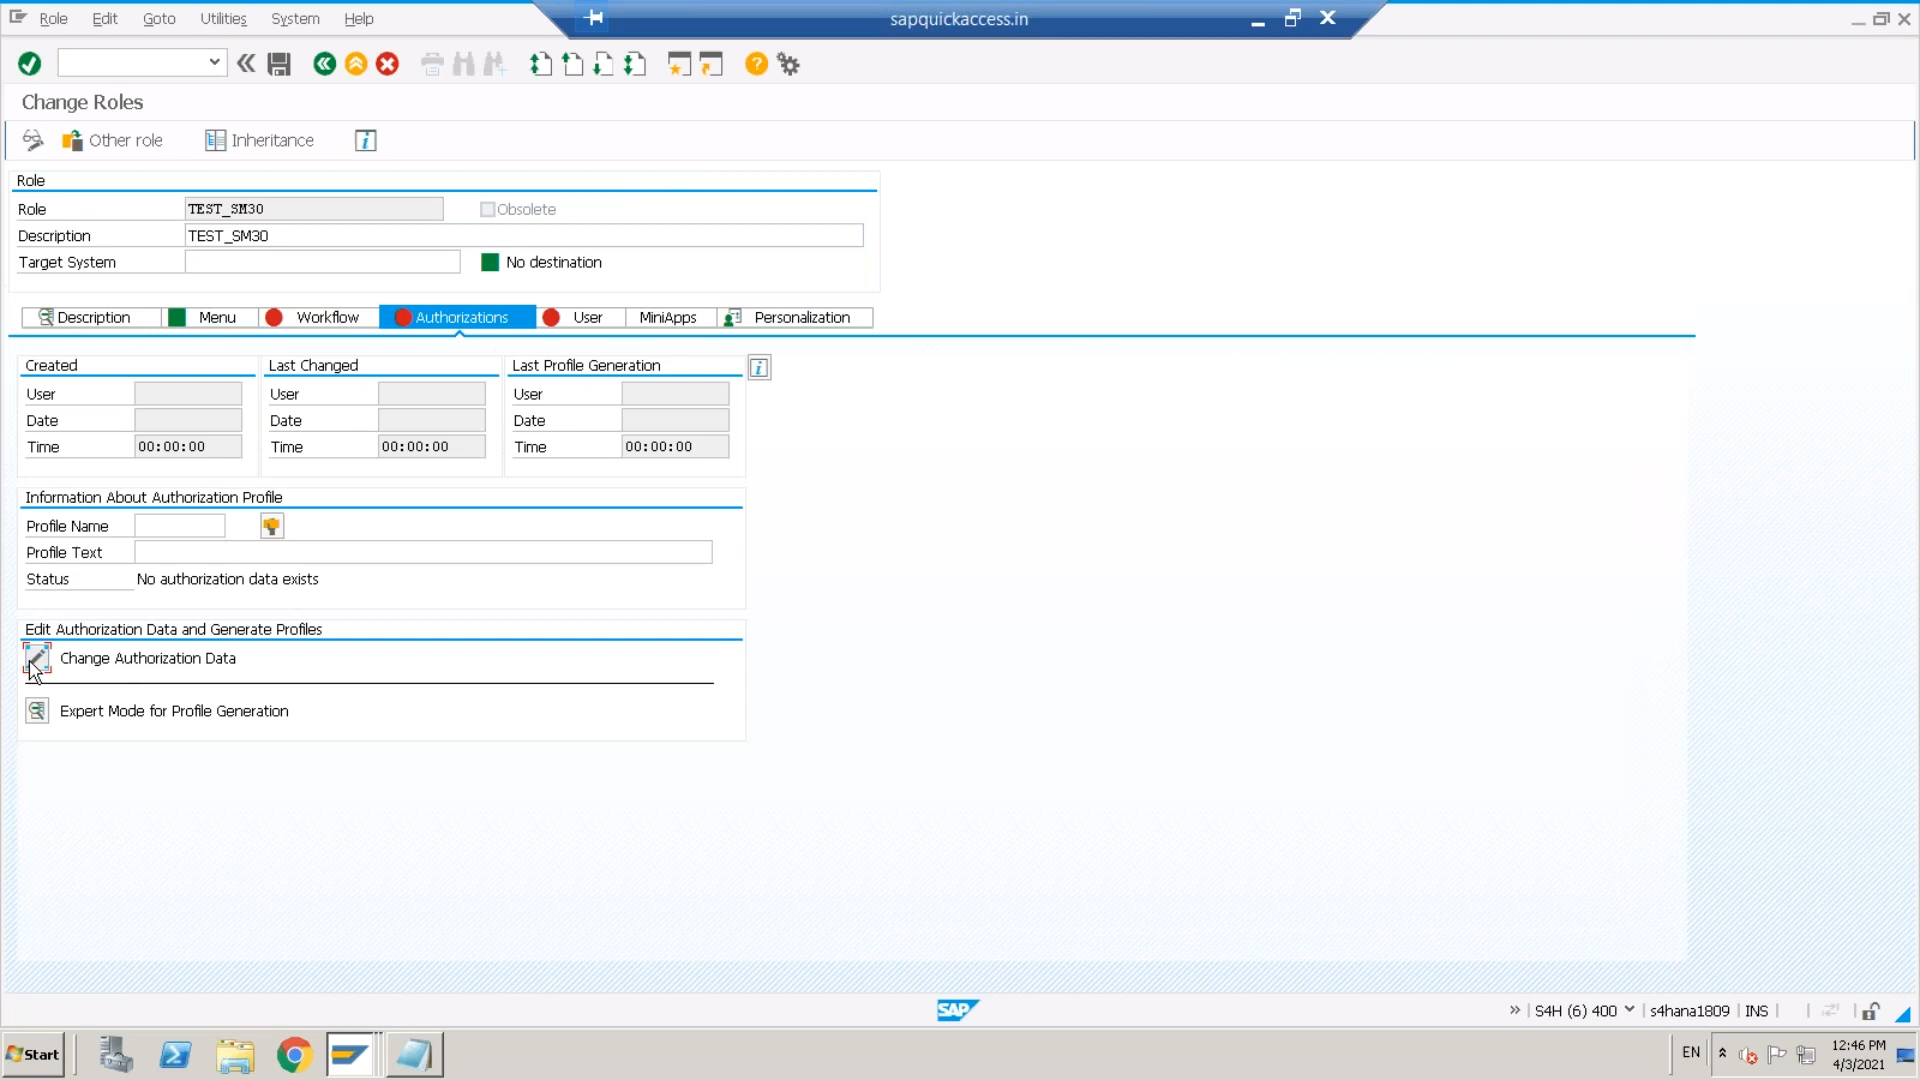 Role Edit Goto Utilities System Help
sapquickaccess.in
Change Roles
Other role Inheritance
Role
Role TEST_SM30 Obsolete
Description TEST_SM30
Target System No destination
Description Menu Workflow Authorizations User MiniApps Personalization
Created Last Changed Last Profile Generation
User User User
Date Date Date
Time 00:00:00 Time 00:00:00 Time 00:00:00
Information About Authorization Profile
Profile Name
Profile Text
Status No authorization data exists
Edit Authorization Data and Generate Profiles
Change Authorization Data
Expert Mode for Profile Generation
SAP
S4H (6) 400 s4hana1809 INS
Start
EN
12:46 PM
4/3/2021